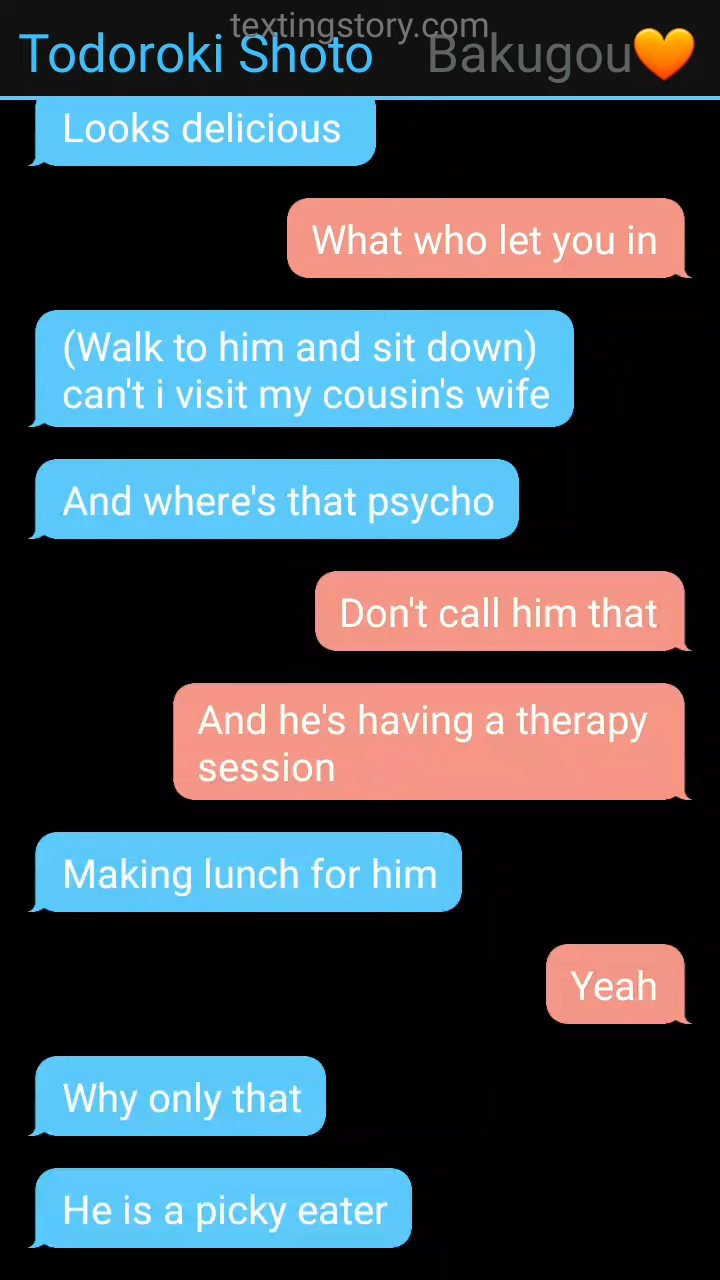 textingstory.com
Todoroki Shoto Bakugou🧡
Looks delicious
What who let you in
(Walk to him and sit down)
can't i visit my cousin's wife
And where's that psycho
Don't call him that
And he's having a therapy
session
Making lunch for him
Yeah
Why only that
He is a picky eater